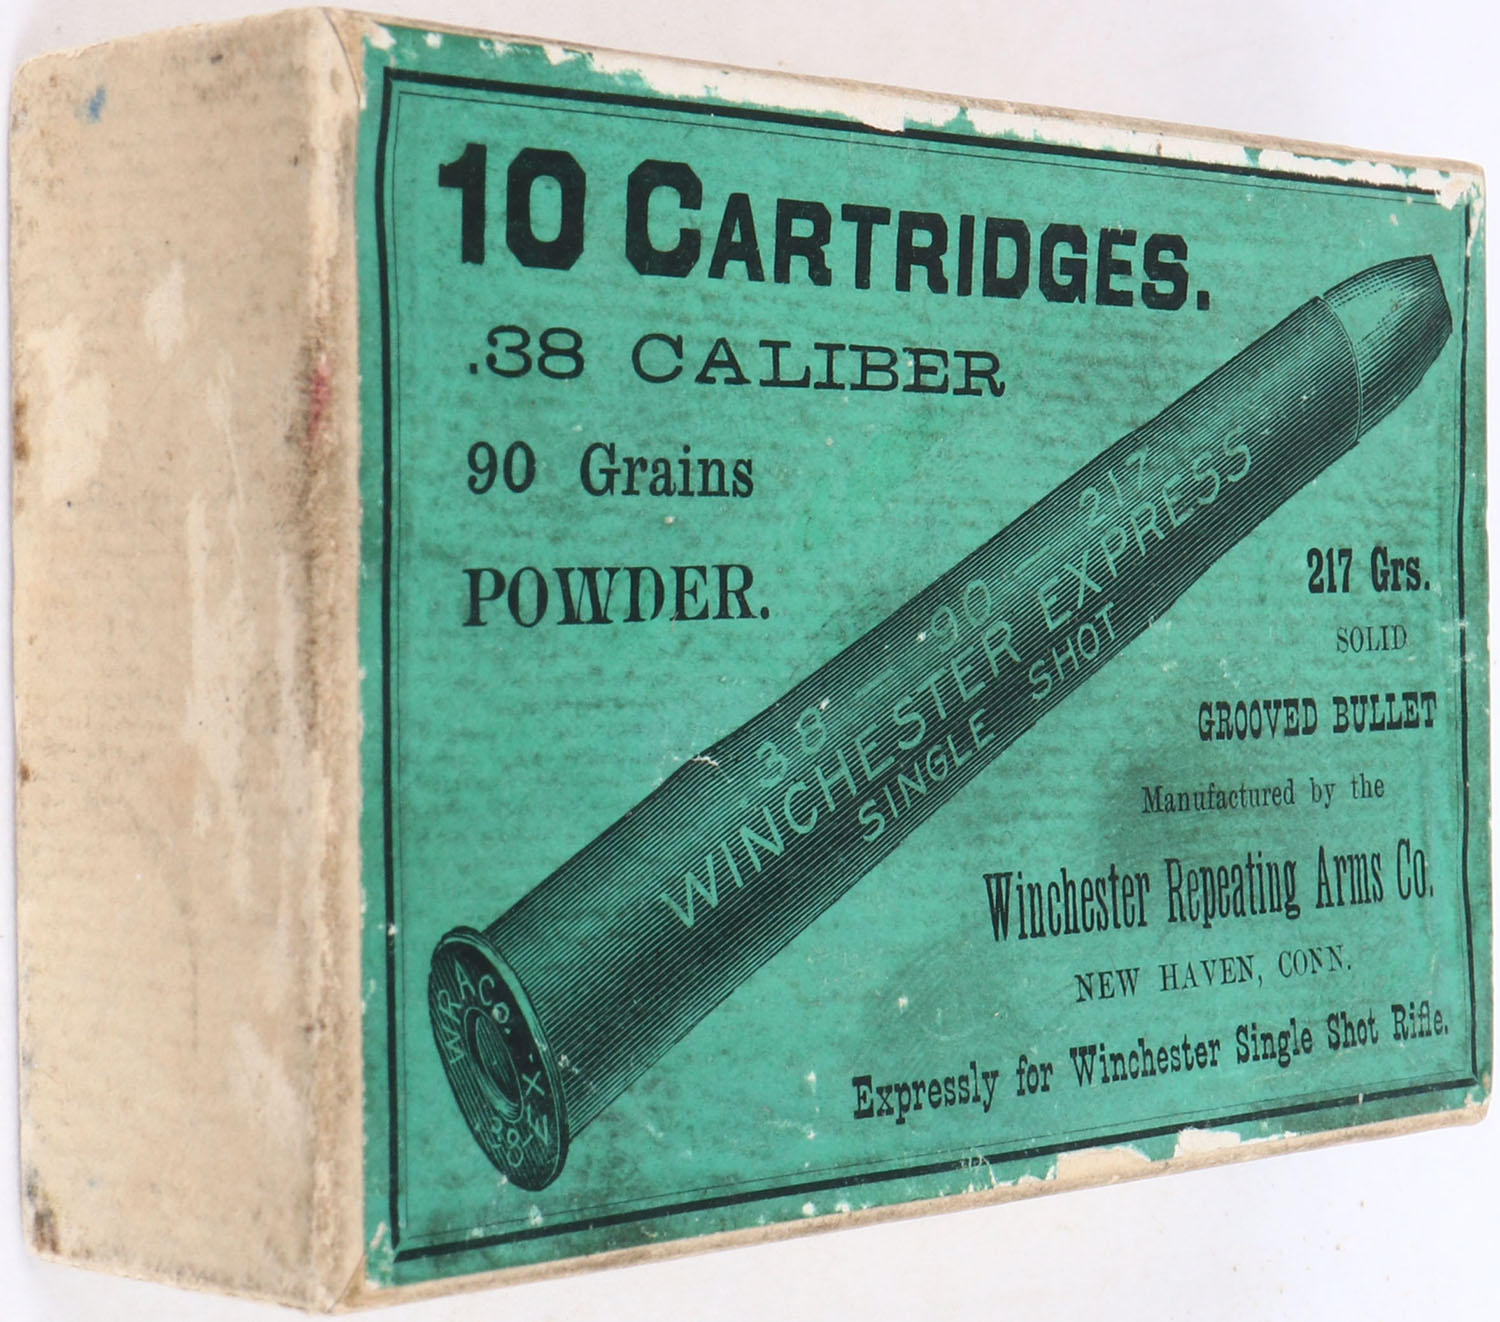 10 CARTRIDGES.
.38 CALIBER
90 Grains
POWDER.
38 — 90 — 217
WINCHESTER EXPRESS
SINGLE SHOT
W.R.A.CO.
217 Grs.
SOLID
GROOVED BULLET
Manufactured by the
Winchester Repeating Arms Co.
NEW HAVEN, CONN.
Expressly for Winchester Single Shot Rifle.